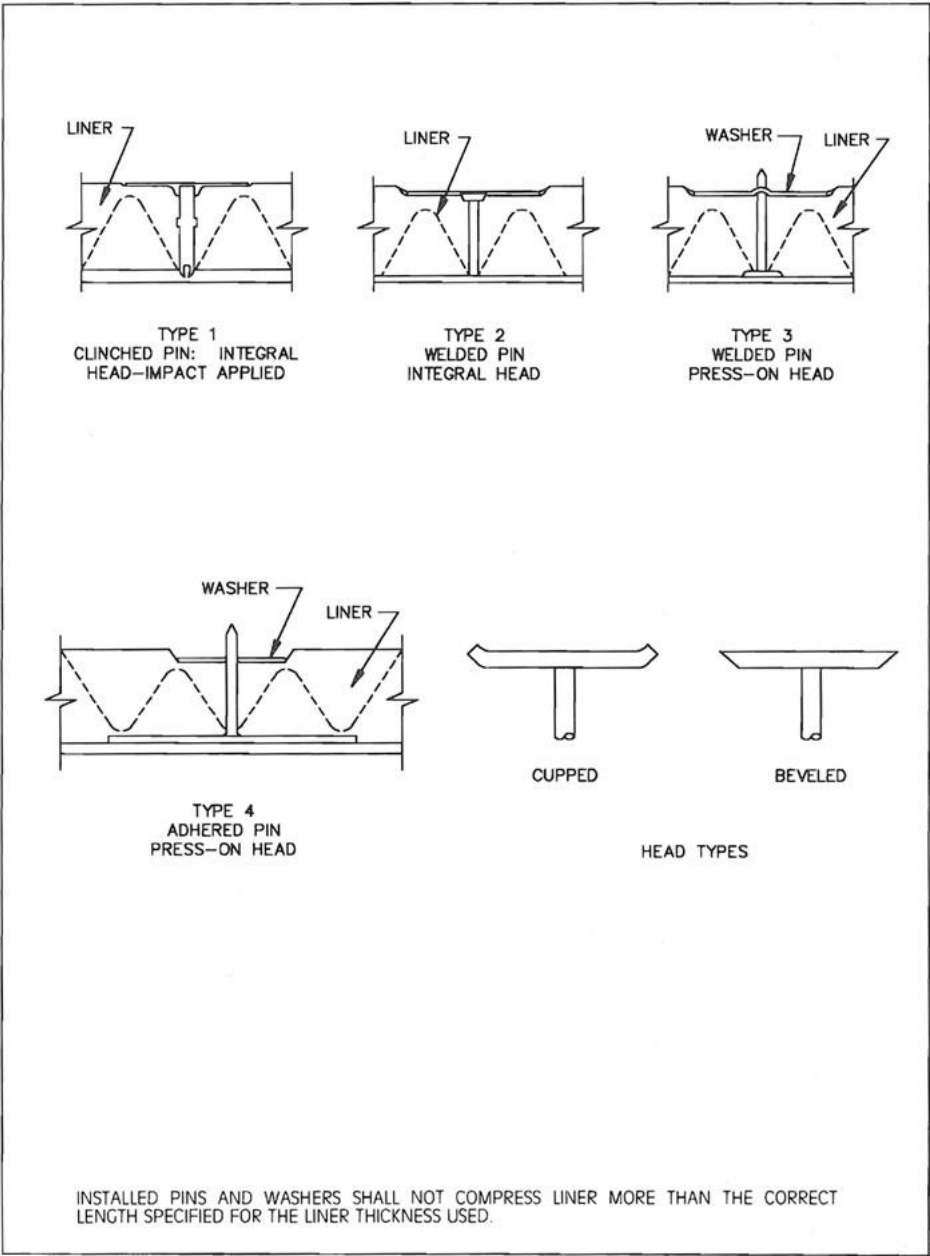 LINER
LINER
WASHER
LINER
TYPE 1
CLINCHED PIN: INTEGRAL
HEAD-IMPACT APPLIED
TYPE 2
WELDED PIN
INTEGRAL HEAD
TYPE 3
WELDED PIN
PRESS-ON HEAD
WASHER
LINER
CUPPED
BEVELED
TYPE 4
ADHERED PIN
PRESS-ON HEAD
HEAD TYPES
INSTALLED PINS AND WASHERS SHALL NOT COMPRESS LINER MORE THAN THE CORRECT
LENGTH SPECIFIED FOR THE LINER THICKNESS USED.